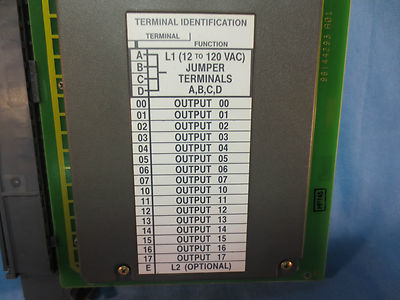 TERMINAL IDENTIFICATION
TERMINAL
FUNCTION
A L1 (12 TO 120 VAC)
B JUMPER
C TERMINALS
D A,B,C,D
00 OUTPUT 00
01 OUTPUT 01
02 OUTPUT 02
03 OUTPUT 03
04 OUTPUT 04
05 OUTPUT 05
06 OUTPUT 06
07 OUTPUT 07
10 OUTPUT 10
11 OUTPUT 11
12 OUTPUT 12
13 OUTPUT 13
14 OUTPUT 14
15 OUTPUT 15
16 OUTPUT 16
17 OUTPUT 17
E L2 (OPTIONAL)
96144293 A01